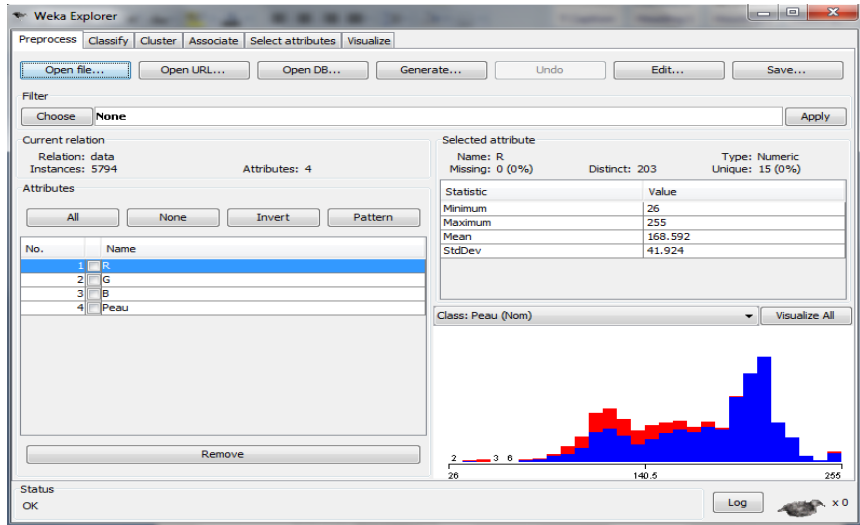 Weka Explorer
Preprocess Classify Cluster Associate Select attributes Visualize
Open file... Open URL... Open DB... Generate... Undo Edit... Save...
Filter
Choose None Apply
Current relation
Relation: data
Instances: 5794 Attributes: 4
Attributes
All None Invert Pattern
No. Name
1 R
2 G
3 B
4 Peau
Remove
Selected attribute
Name: R Type: Numeric
Missing: 0 (0%) Distinct: 203 Unique: 15 (0%)
Statistic Value
Minimum 26
Maximum 255
Mean 168.592
StdDev 41.924
Class: Peau (Nom) Visualize All
2 3 6
26 140.5 255
Status
OK Log x 0